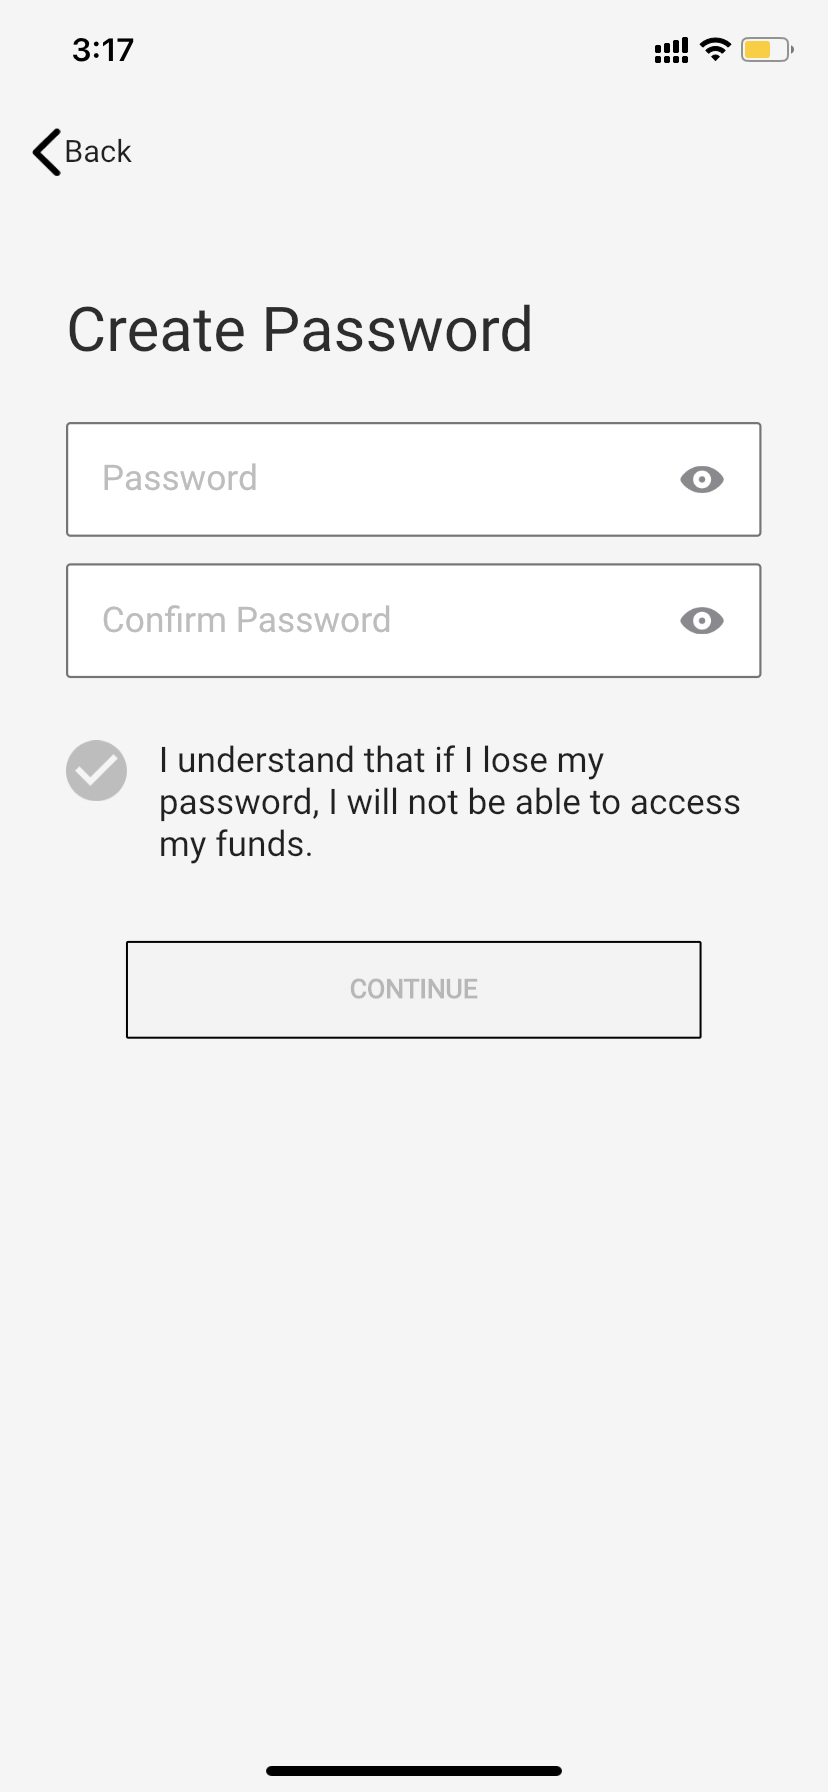 3:17
Back
Create Password
Password
Confirm Password
I understand that if I lose my
password, I will not be able to access
my funds.
CONTINUE